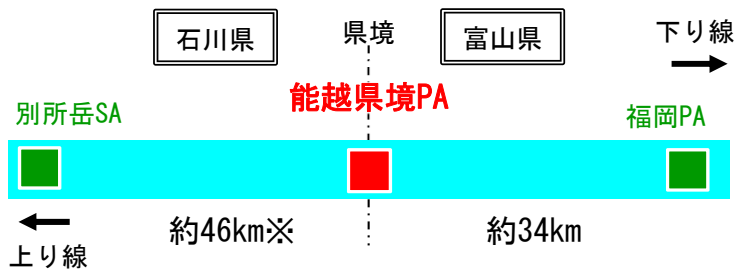 石川県
県境
富山県
下り線
能越県境PA
別所岳SA
福岡PA
約46km※
約34km
上り線